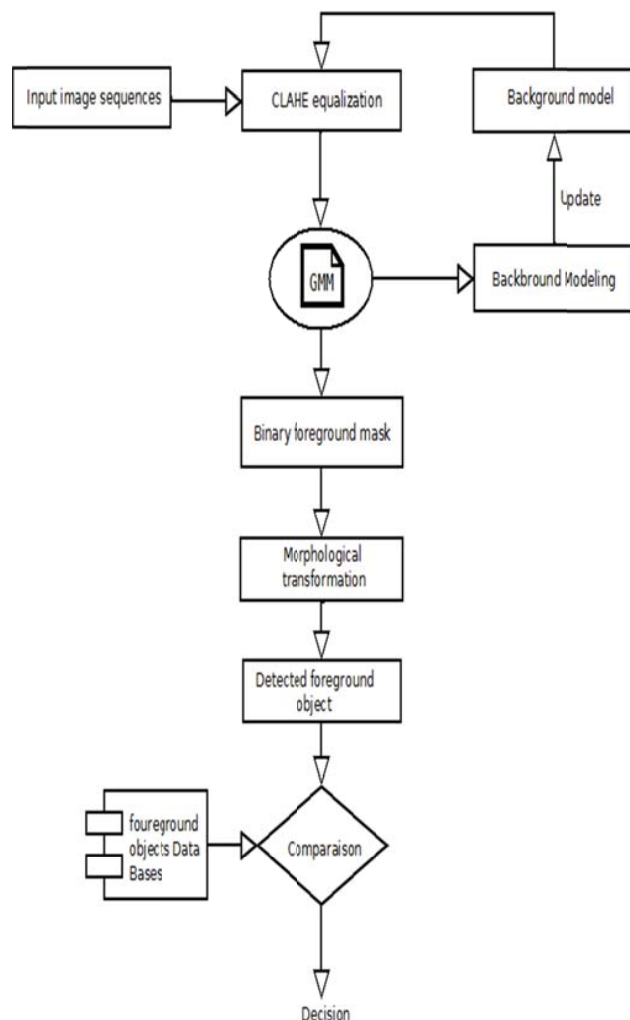 Input image sequences
CLAHE equalization
Background model
Update
GMM
Backbround Modeling
Binary foreground mask
Morphological
transformation
Detected foreground
object
foureground
objects Data
Bases
Comparaison
Decision